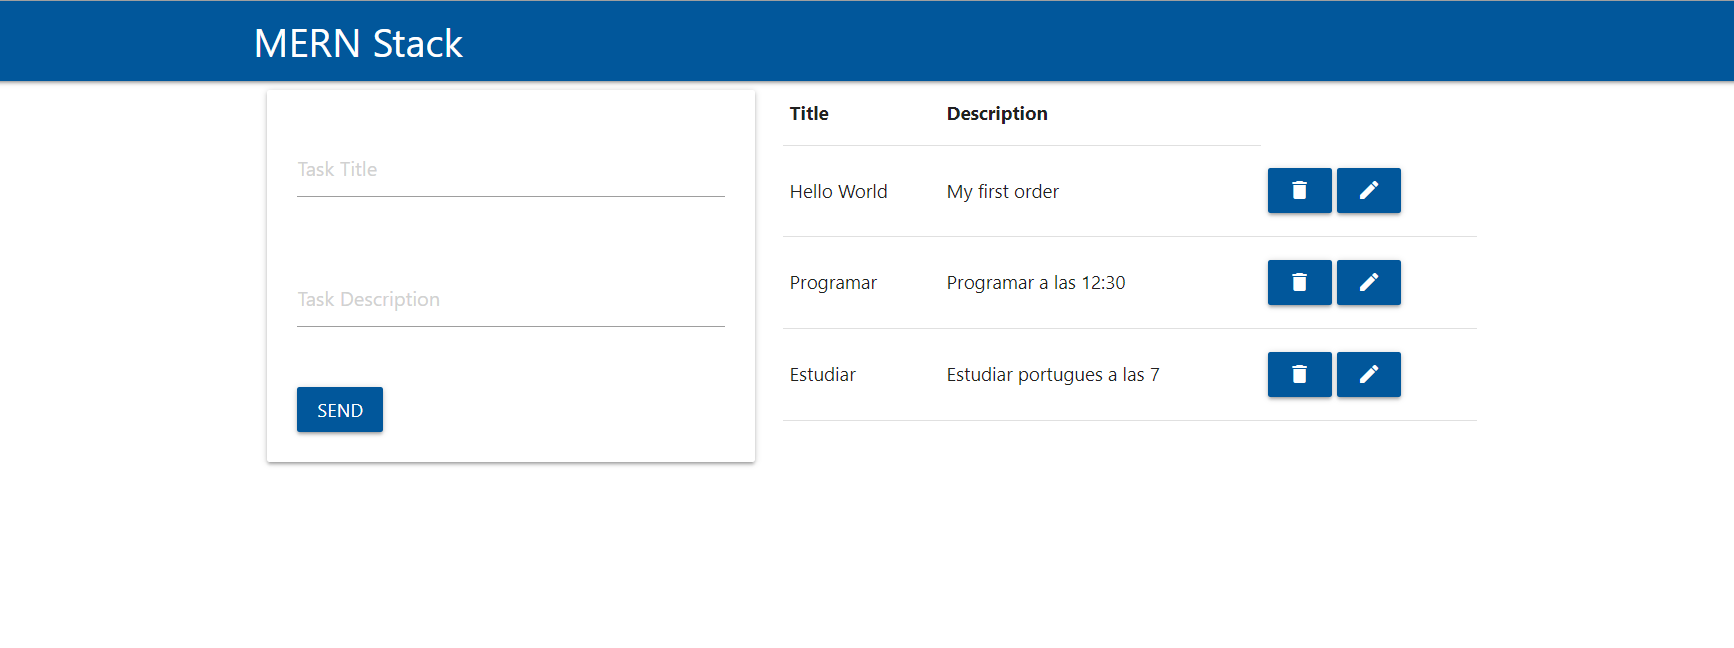 MERN Stack
Task Title
Task Description
SEND
Title Description
Hello World My first order
Programar Programar a las 12:30
Estudiar Estudiar portugues a las 7